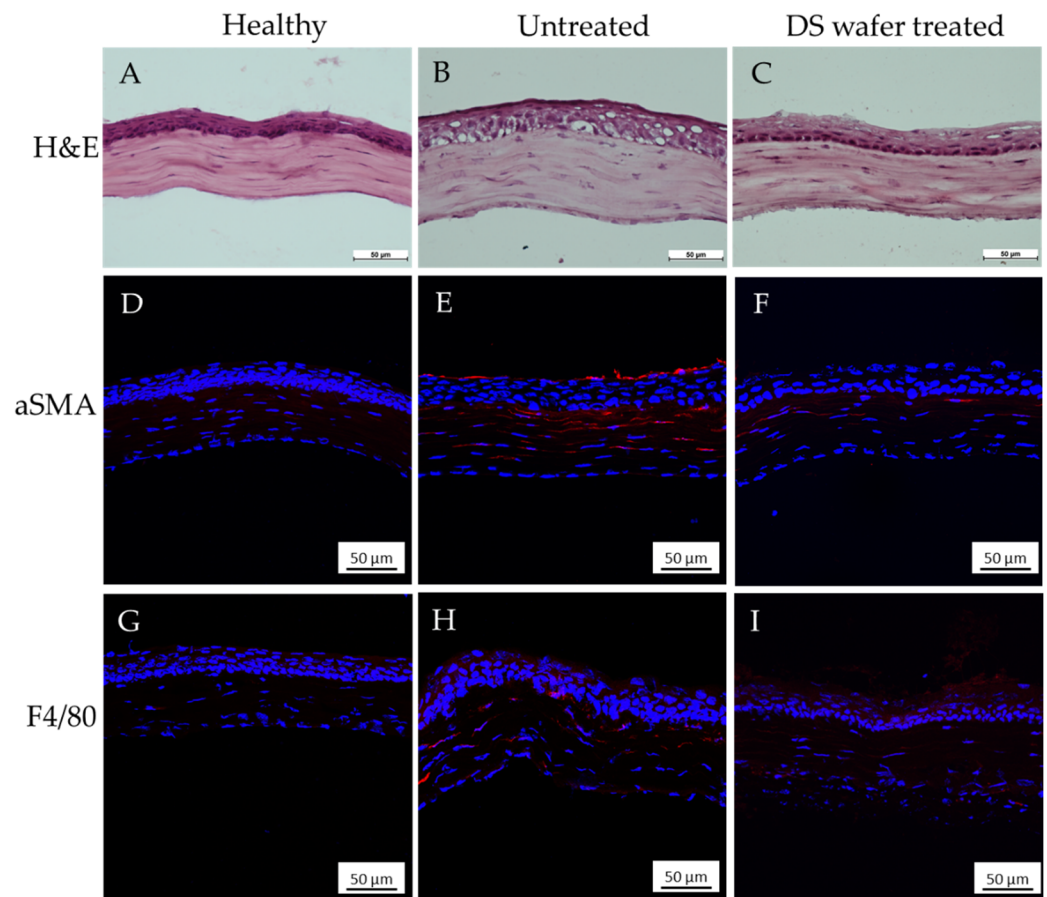 Healthy
Untreated
DS wafer treated
H&E
A
B
C
50 µm
50 µm
50 µm
aSMA
D
E
F
50 µm
50 µm
50 µm
F4/80
G
H
I
50 µm
50 µm
50 µm